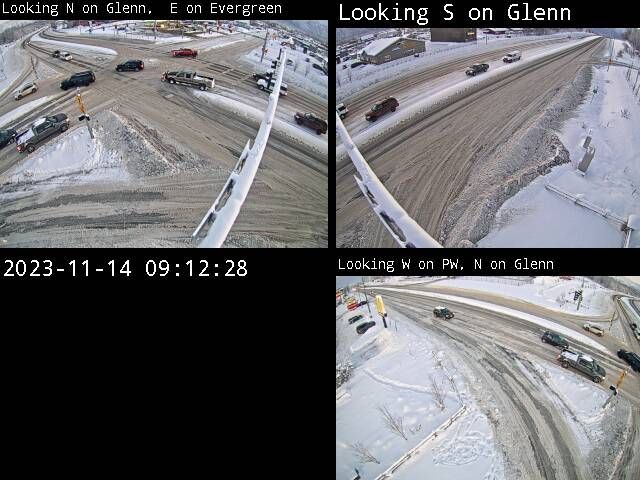 Looking N on Glenn,  E on Evergreen
Looking S on Glenn
2023-11-14 09:12:28
Looking W on PW, N on Glenn